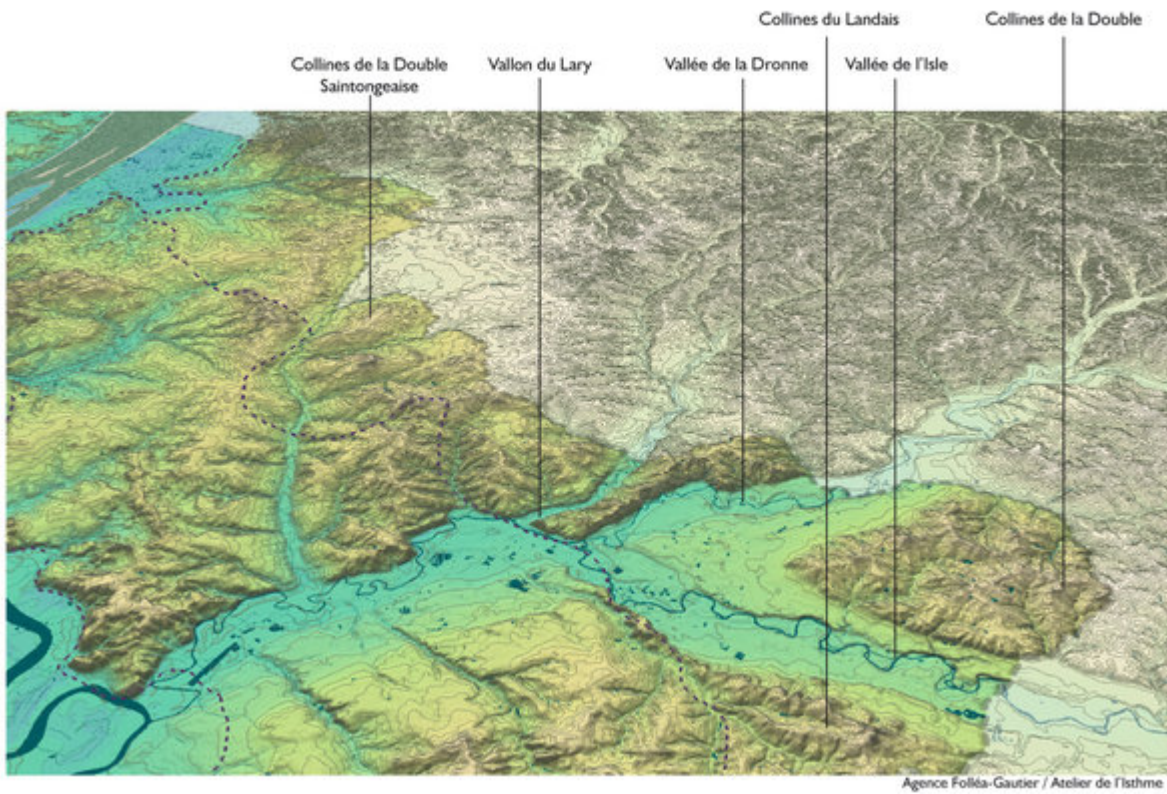 Collines du Landais
Collines de la Double
Collines de la Double
Saintongeaise
Vallon du Lary
Vallée de la Dronne
Vallée de l'Isle
Agence Folléa-Gautier / Atelier de l'Isthme